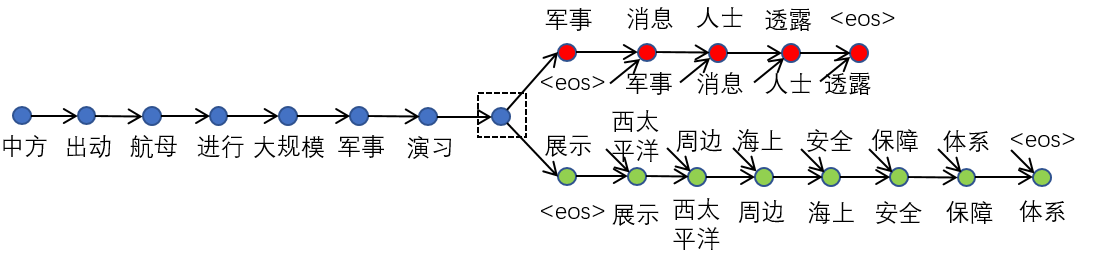 军事 消息 人士 透露 <eos>
<eos> 军事 消息 人士 透露
中方 出动 航母 进行 大规模 军事 演习
展示 西太
平洋 周边 海上 安全 保障 体系 <eos>
<eos> 展示 西太
平洋 周边 海上 安全 保障 体系